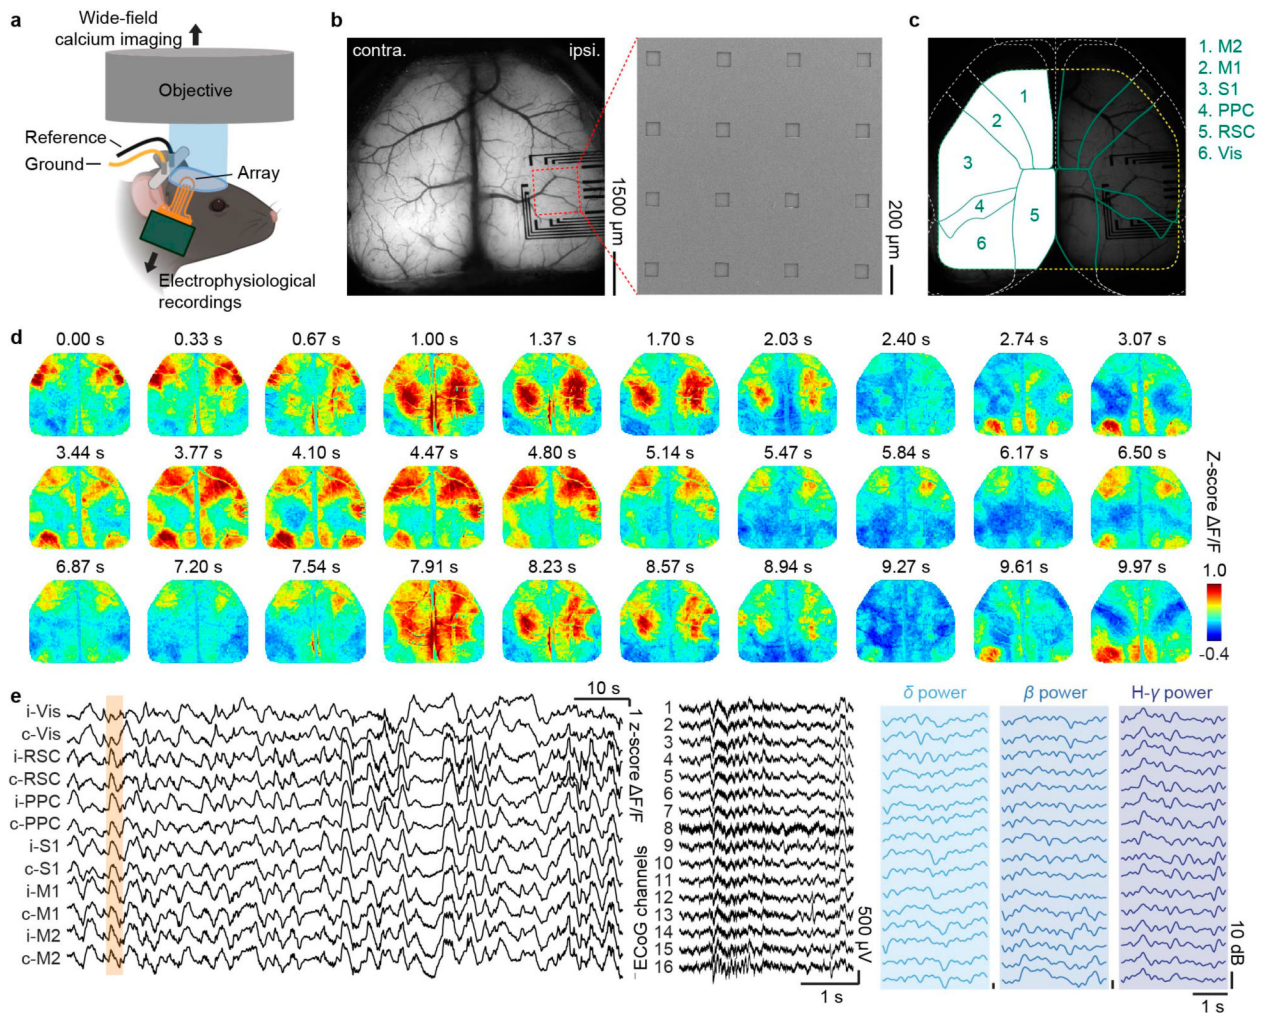 a
Wide-field
calcium imaging
Objective
Reference
Ground
Array
Electrophysiological
recordings
b
contra.
ipsi.
1500 µm
200 µm
c
1
2
3
4
5
6
1. M2
2. M1
3. S1
4. PPC
5. RSC
6. Vis
d
0.00 s 0.33 s 0.67 s 1.00 s 1.37 s 1.70 s 2.03 s 2.40 s 2.74 s 3.07 s
3.44 s 3.77 s 4.10 s 4.47 s 4.80 s 5.14 s 5.47 s 5.84 s 6.17 s 6.50 s
6.87 s 7.20 s 7.54 s 7.91 s 8.23 s 8.57 s 8.94 s 9.27 s 9.61 s 9.97 s
Z-score ΔF/F
1.0
-0.4
e
i-Vis
c-Vis
i-RSC
c-RSC
i-PPC
c-PPC
i-S1
c-S1
i-M1
c-M1
i-M2
c-M2
10 s
1 z-score ΔF/F
ECoG channels
1
2
3
4
5
6
7
8
9
10
11
12
13
14
15
16
500 µV
1 s
δ power
β power
H-γ power
10 dB
1 s